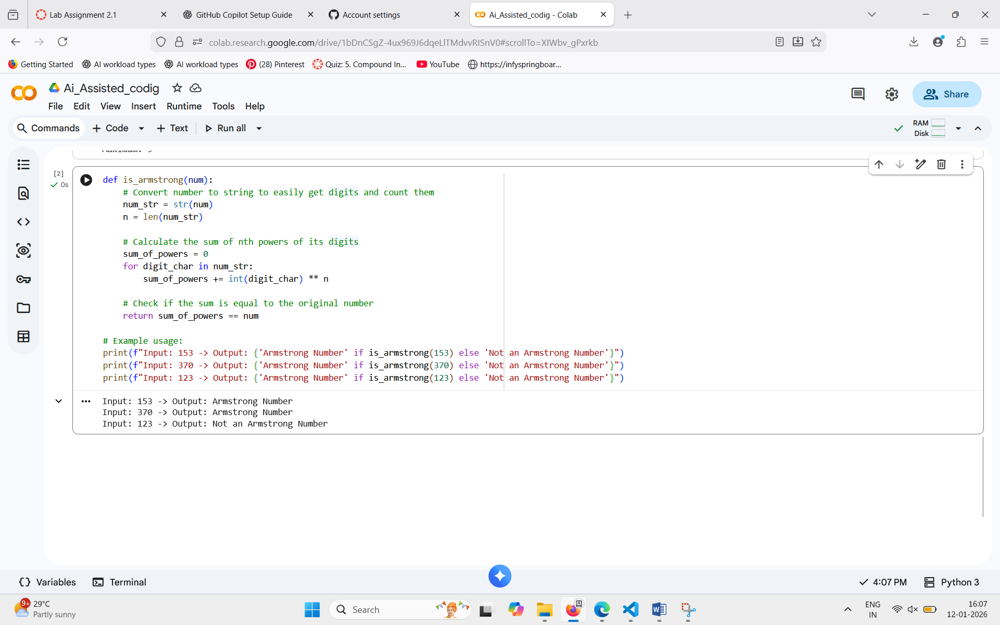 Lab Assignment 2.1
GitHub Copilot Setup Guide
Account settings
Ai_Assisted_codig - Colab
colab.research.google.com/drive/1bDnCSgZ-4ux969J6dqeLlTMdvvRISnV0#scrollTo=XIWbv_gPxrkb
Getting Started
AI workload types
AI workload types
(28) Pinterest
Quiz: 5. Compound In...
YouTube
https://infyspringboar...
Ai_Assisted_codig
File Edit View Insert Runtime Tools Help
Share
Commands + Code + Text Run all
RAM
Disk
Maximum: 9
[2]
0s
def is_armstrong(num):
    # Convert number to string to easily get digits and count them
    num_str = str(num)
    n = len(num_str)
    # Calculate the sum of nth powers of its digits
    sum_of_powers = 0
    for digit_char in num_str:
        sum_of_powers += int(digit_char) ** n
    # Check if the sum is equal to the original number
    return sum_of_powers == num
# Example usage:
print(f"Input: 153 -> Output: {'Armstrong Number' if is_armstrong(153) else 'Not an Armstrong Number'}")
print(f"Input: 370 -> Output: {'Armstrong Number' if is_armstrong(370) else 'Not an Armstrong Number'}")
print(f"Input: 123 -> Output: {'Armstrong Number' if is_armstrong(123) else 'Not an Armstrong Number'}")
Input: 153 -> Output: Armstrong Number
Input: 370 -> Output: Armstrong Number
Input: 123 -> Output: Not an Armstrong Number
Variables
Terminal
4:07 PM
Python 3
9+
29°C
Partly sunny
Search
ENG
IN
16:07
12-01-2026